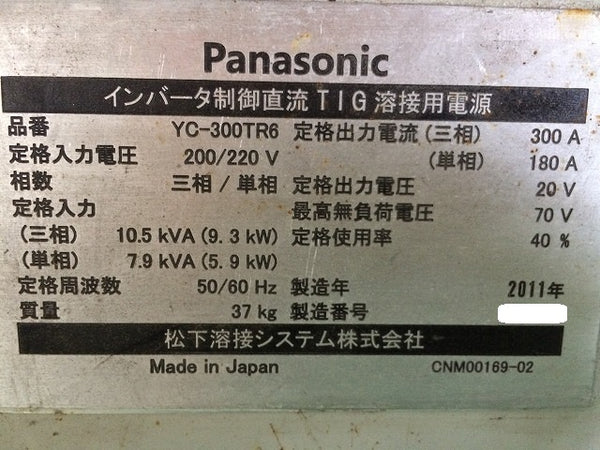 Panasonic
インバータ制御直流TIG溶接用電源
品番 YC-300TR6 定格出力電流(三相) 300 A
定格入力電圧 200/220 V (単相) 180 A
相数 三相/単相 定格出力電圧 20 V
定格入力 最高無負荷電圧 70 V
(三相) 10.5 kVA (9.3 kW) 定格使用率 40 %
(単相) 7.9 kVA (5.9 kW)
定格周波数 50/60 Hz 製造年 2011年
質量 37 kg 製造番号
松下溶接システム株式会社
Made in Japan CNM00169-02